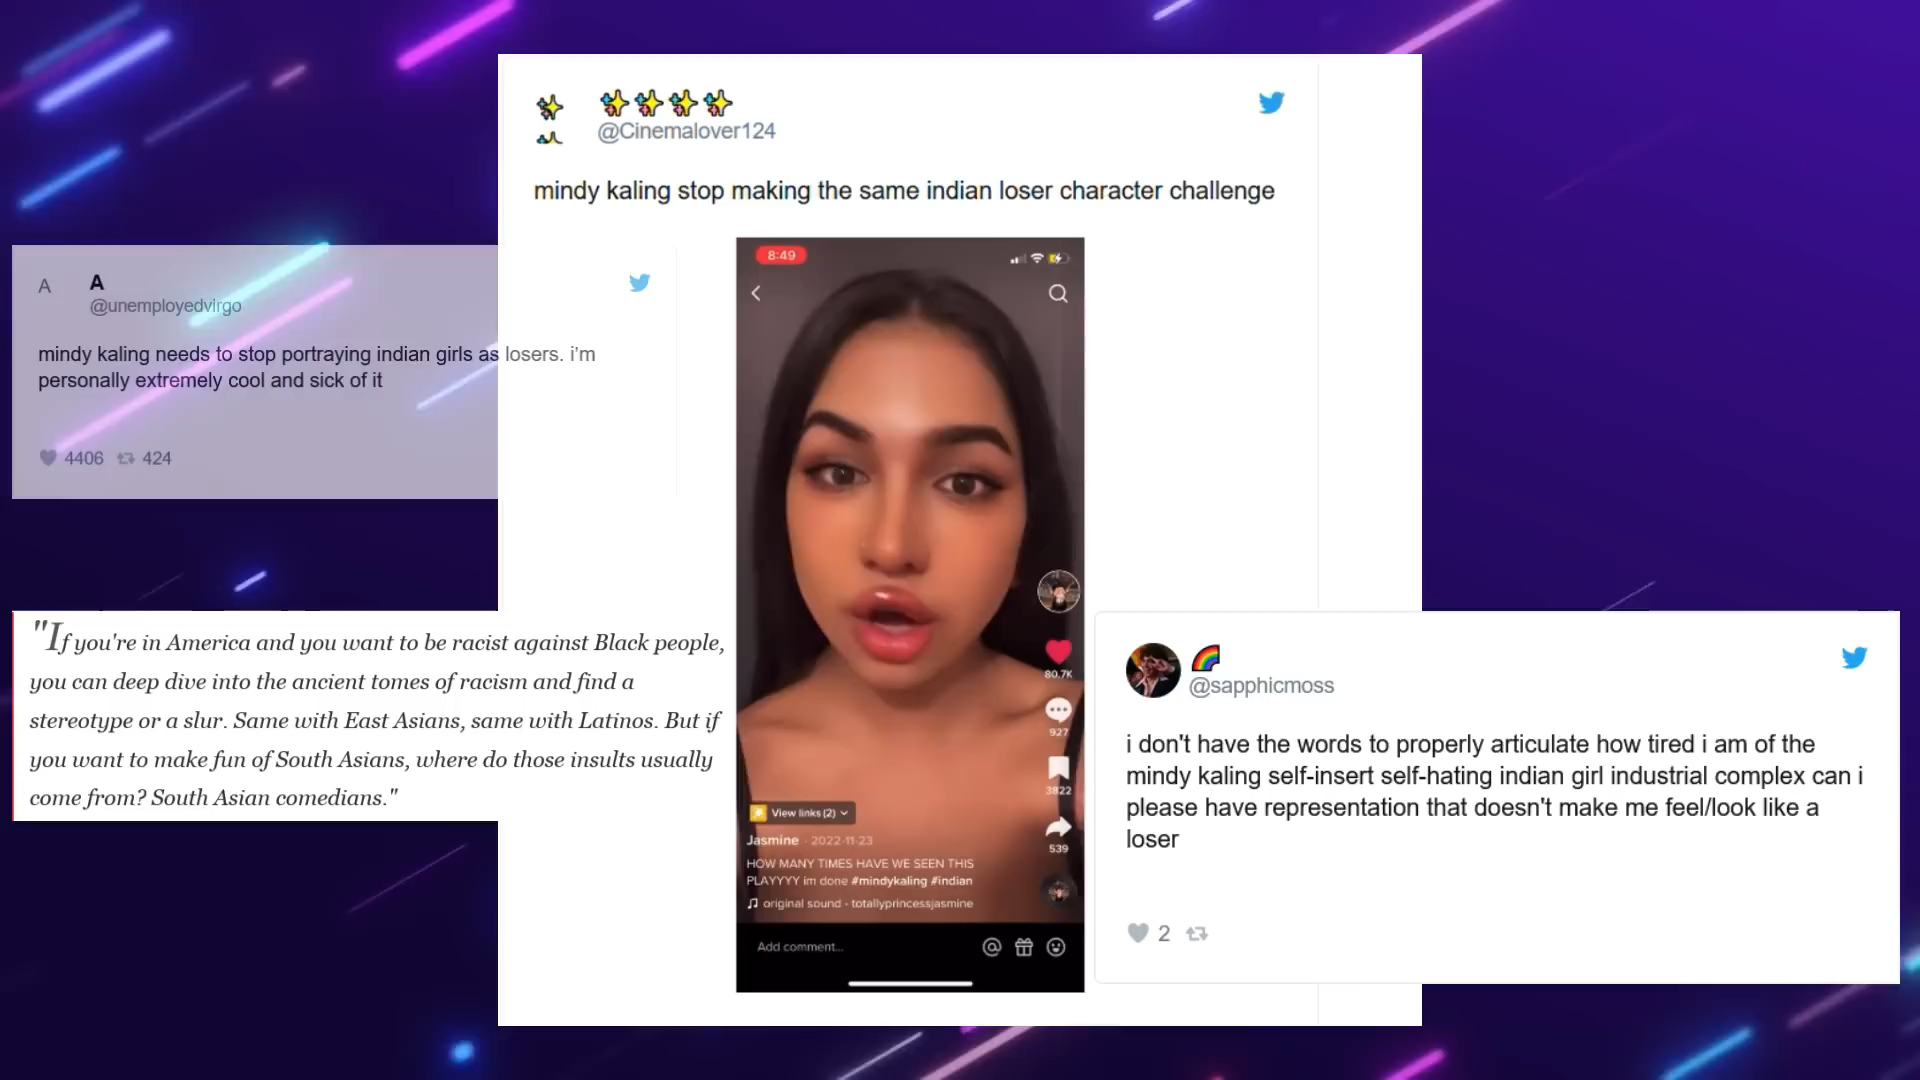 @Cinemalover124
mindy kaling stop making the same indian loser character challenge
A
A
@unemployedvirgo
mindy kaling needs to stop portraying indian girls as losers. i'm
personally extremely cool and sick of it
4406 424
"If you're in America and you want to be racist against Black people,
you can deep dive into the ancient tomes of racism and find a
stereotype or a slur. Same with East Asians, same with Latinos. But if
you want to make fun of South Asians, where do those insults usually
come from? South Asian comedians."
8:49
80.7K
927
3822
539
View links (2)
Jasmine · 2022-11-23
HOW MANY TIMES HAVE WE SEEN THIS
PLAYYYY im done #mindykaling #indian
original sound - totallyprincessjasmine
Add comment...
@sapphicmoss
i don't have the words to properly articulate how tired i am of the
mindy kaling self-insert self-hating indian girl industrial complex can i
please have representation that doesn't make me feel/look like a
loser
2